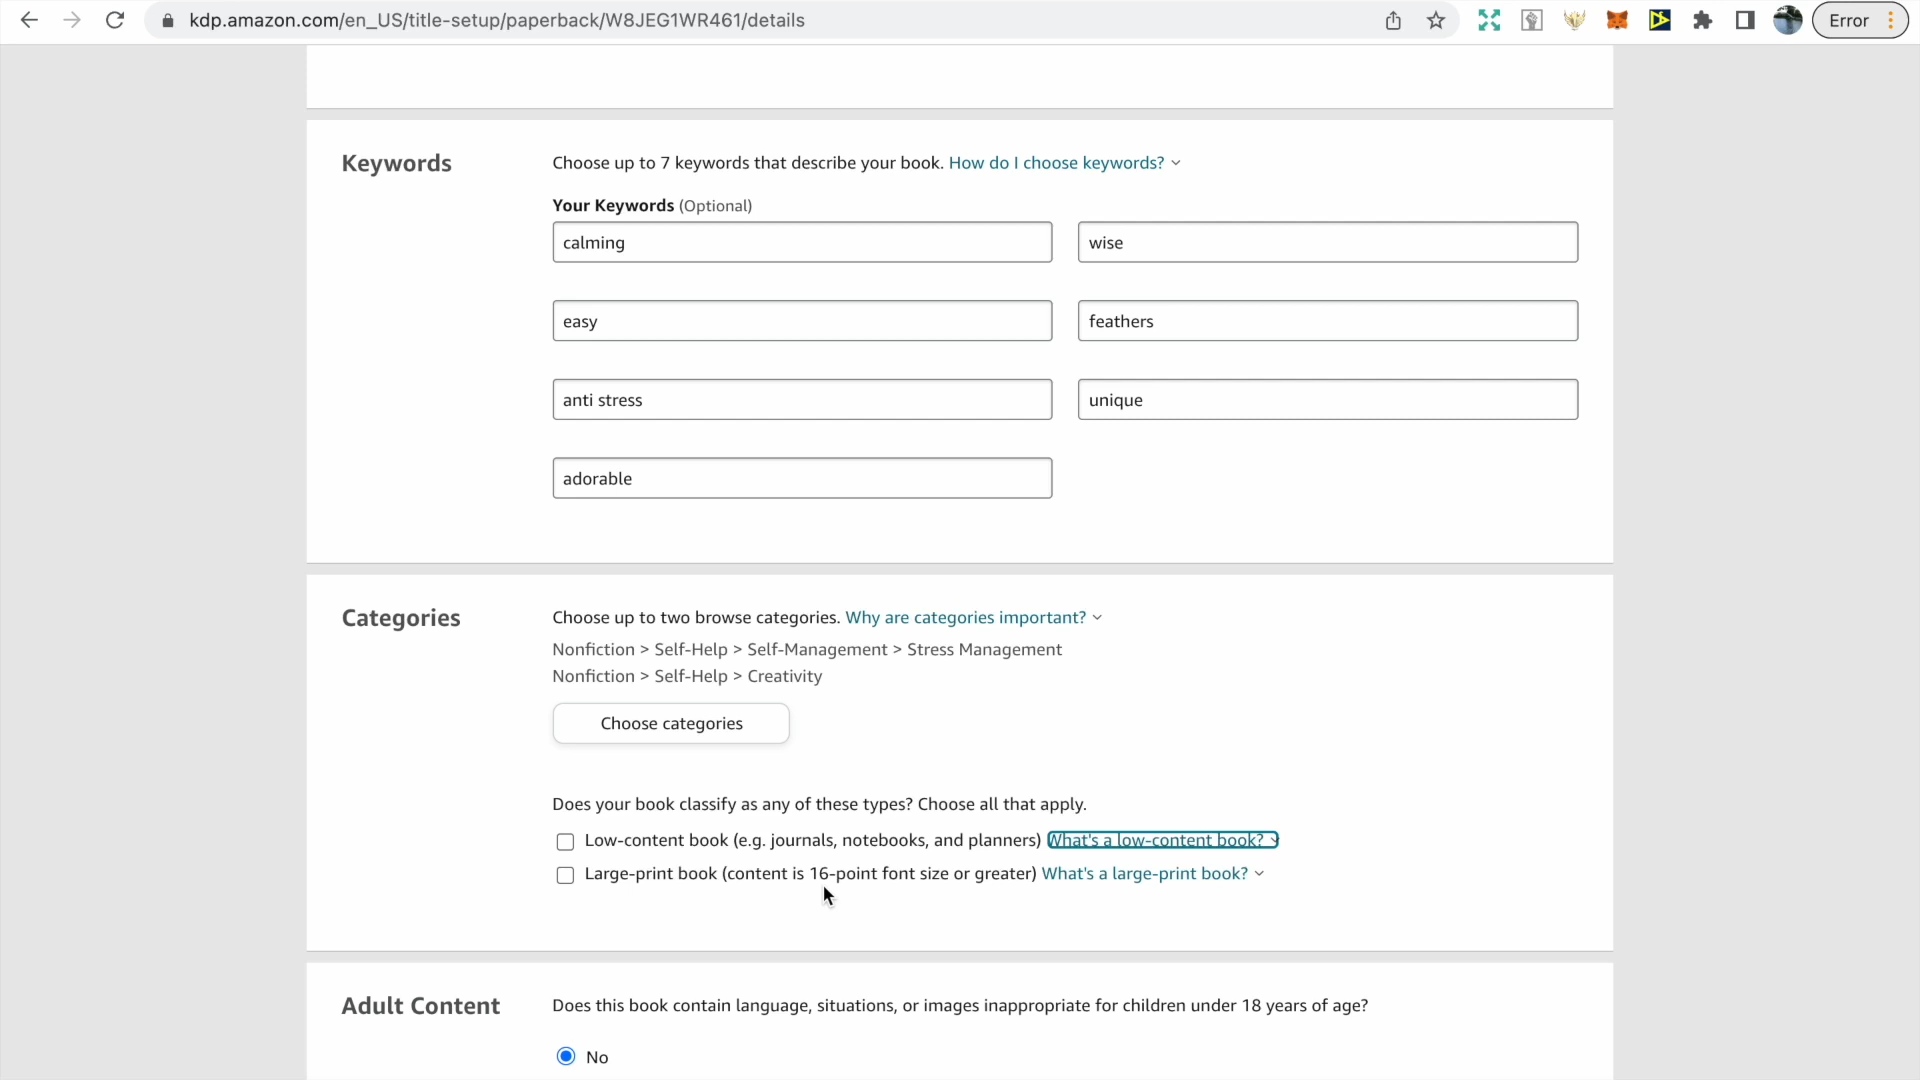 kdp.amazon.com/en_US/title-setup/paperback/W8JEG1WR461/details
Error
Keywords
Choose up to 7 keywords that describe your book. How do I choose keywords?
Your Keywords (Optional)
calming
wise
easy
feathers
anti stress
unique
adorable
Categories
Choose up to two browse categories. Why are categories important?
Nonfiction > Self-Help > Self-Management > Stress Management
Nonfiction > Self-Help > Creativity
Choose categories
Does your book classify as any of these types? Choose all that apply.
Low-content book (e.g. journals, notebooks, and planners) What's a low-content book?
Large-print book (content is 16-point font size or greater) What's a large-print book?
Adult Content
Does this book contain language, situations, or images inappropriate for children under 18 years of age?
No